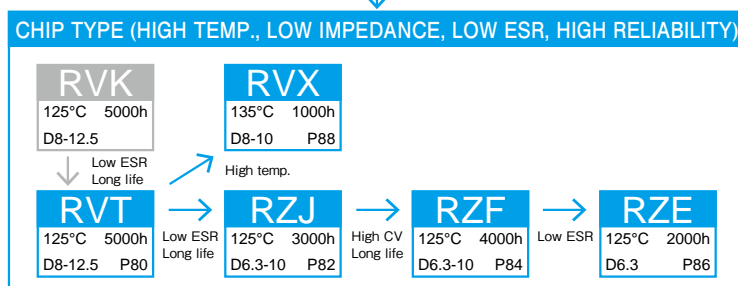 CHIP TYPE (HIGH TEMP., LOW IMPEDANCE, LOW ESR, HIGH RELIABILITY)
RVK
125°C 5000h
D8-12.5
RVX
135°C 1000h
D8-10 P88
Low ESR
Long life
High temp.
RVT
125°C 5000h
D8-12.5 P80
Low ESR
Long life
RZJ
125°C 3000h
D6.3-10 P82
High CV
Long life
RZF
125°C 4000h
D6.3-10 P84
Low ESR
RZE
125°C 2000h
D6.3 P86